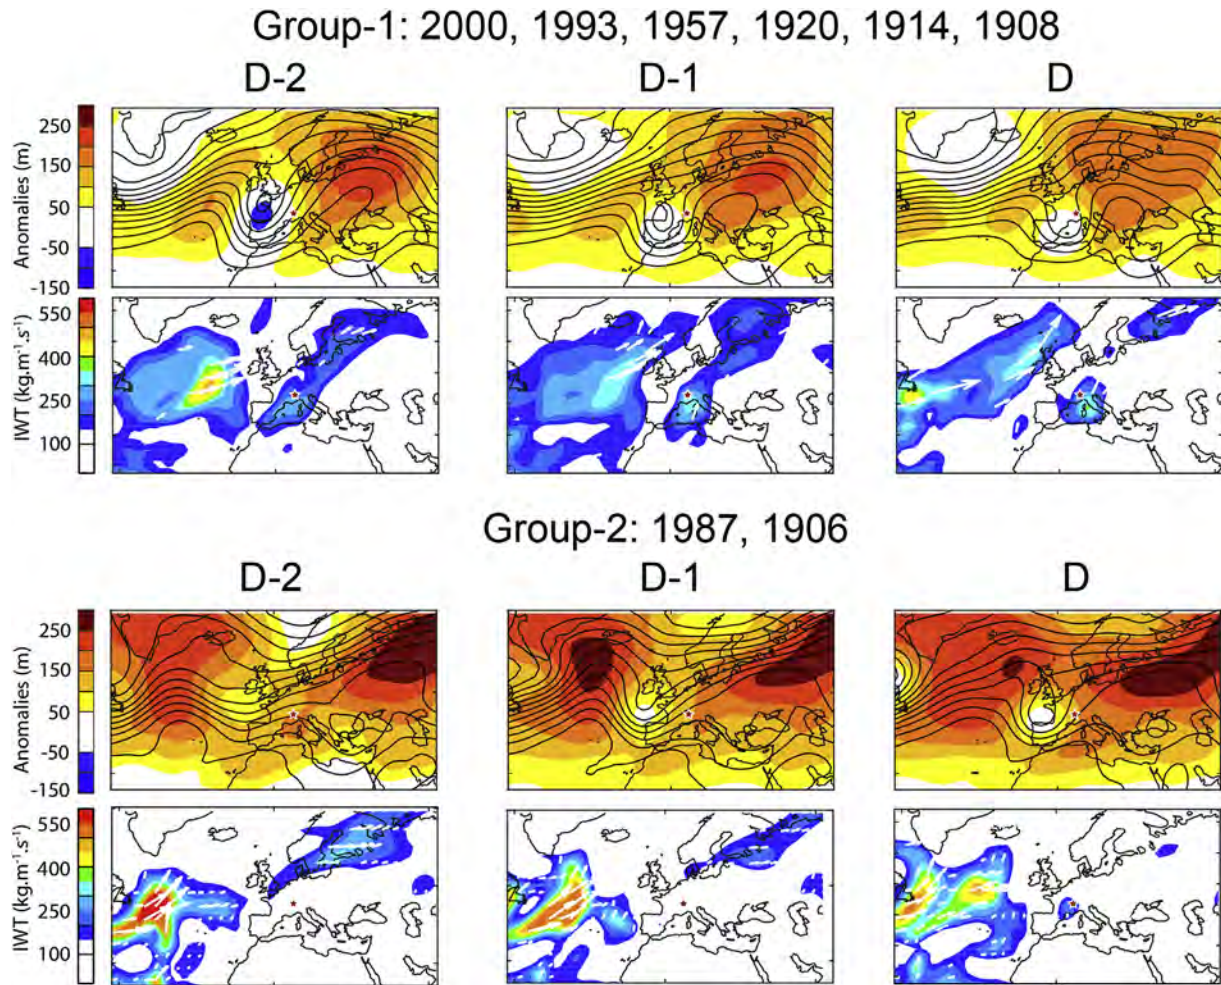 Group-1: 2000, 1993, 1957, 1920, 1914, 1908
D-2 D-1 D
Anomalies (m)
250
150
50
-50
-150
IWT (kg.m⁻¹.s⁻¹)
550
400
250
100
Group-2: 1987, 1906
D-2 D-1 D
Anomalies (m)
250
150
50
-50
-150
IWT (kg.m⁻¹.s⁻¹)
550
400
250
100